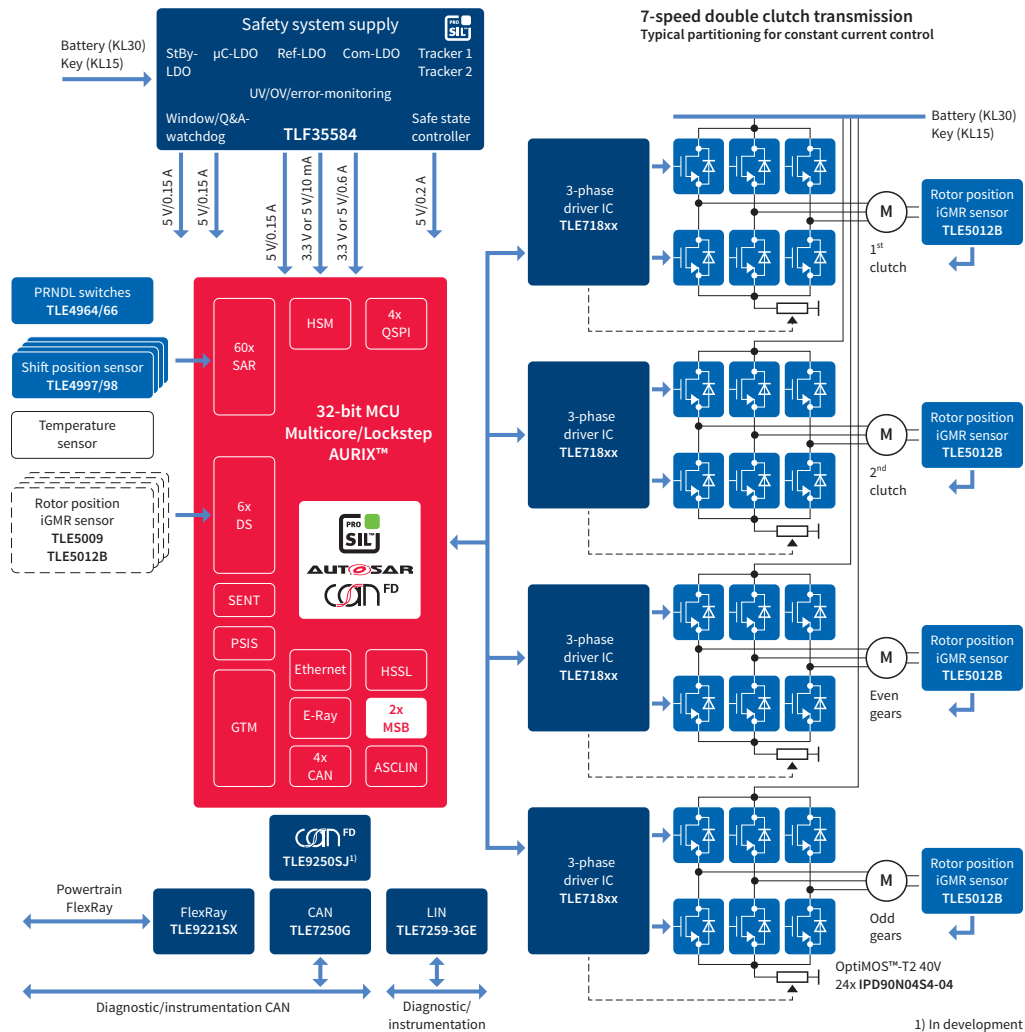 7-speed double clutch transmission
Typical partitioning for constant current control
Safety system supply
PRO
SIL™
Battery (KL30)
Key (KL15)
StBy-
LDO
µC-LDO
Ref-LDO
Com-LDO
Tracker 1
Tracker 2
UV/OV/error-monitoring
Window/Q&A-
watchdog
TLF35584
Safe state
controller
5 V/0.15 A
5 V/0.15 A
5 V/0.15 A
3.3 V or 5 V/10 mA
3.3 V or 5 V/0.6 A
5 V/0.2 A
PRNDL switches
TLE4964/66
Shift position sensor
TLE4997/98
Temperature
sensor
Rotor position
iGMR sensor
TLE5009
TLE5012B
60x
SAR
HSM
4x
QSPI
32-bit MCU
Multicore/Lockstep
AURIX™
6x
DS
PRO
SIL™
AUTOSAR
CAN FD
SENT
PSIS
GTM
Ethernet
HSSL
E-Ray
2x
MSB
4x
CAN
ASCLIN
CAN FD
TLE9250SJ1)
Powertrain
FlexRay
FlexRay
TLE9221SX
CAN
TLE7250G
LIN
TLE7259-3GE
Diagnostic/instrumentation CAN
Diagnostic/
instrumentation
Battery (KL30)
Key (KL15)
3-phase
driver IC
TLE718xx
M
1st
clutch
Rotor position
iGMR sensor
TLE5012B
3-phase
driver IC
TLE718xx
M
2nd
clutch
Rotor position
iGMR sensor
TLE5012B
3-phase
driver IC
TLE718xx
M
Even
gears
Rotor position
iGMR sensor
TLE5012B
3-phase
driver IC
TLE718xx
M
Odd
gears
Rotor position
iGMR sensor
TLE5012B
OptiMOS™-T2 40V
24x IPD90N04S4-04
1) In development